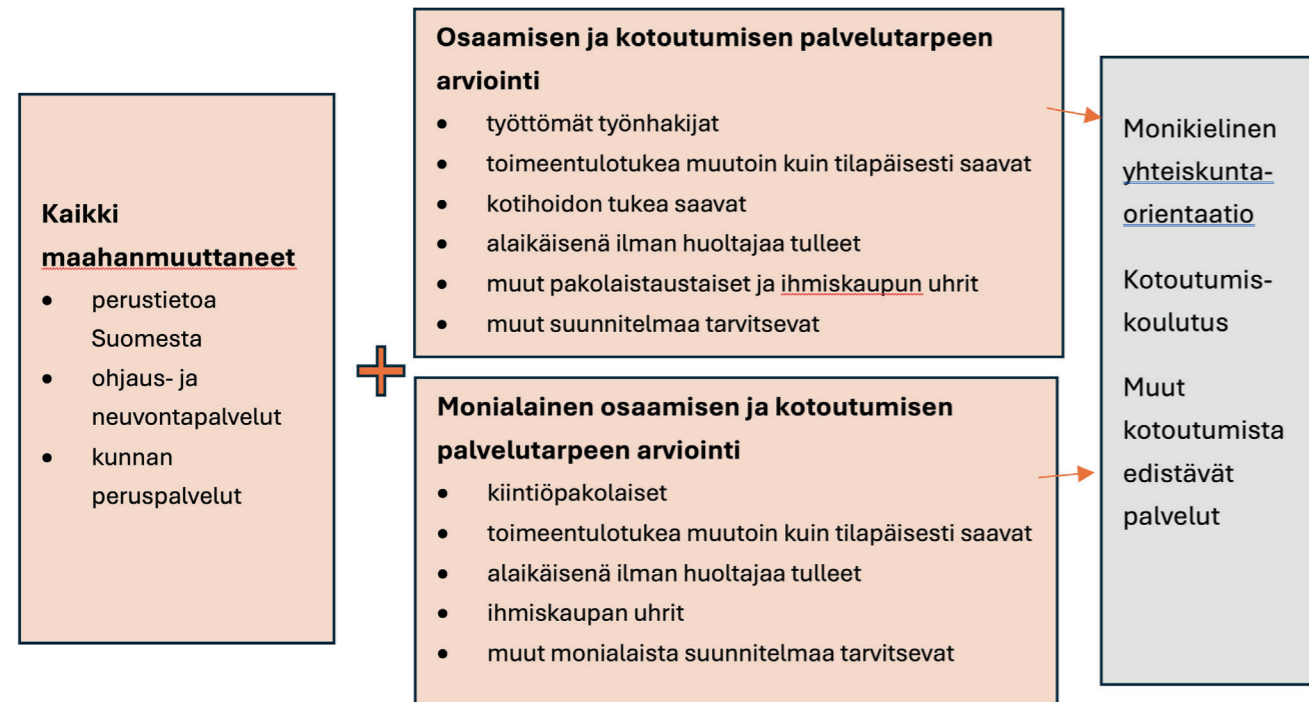 Kaikki
maahanmuuttaneet
• perustietoa
Suomesta
• ohjaus- ja
neuvontapalvelut
• kunnan
peruspalvelut
Osaamisen ja kotoutumisen palvelutarpeen
arviointi
• työttömät työnhakijat
• toimeentulotukea muutoin kuin tilapäisesti saavat
• kotihoidon tukea saavat
• alaikäisenä ilman huoltajaa tulleet
• muut pakolaistaustaiset ja ihmiskaupun uhrit
• muut suunnitelmaa tarvitsevat
Monialainen osaamisen ja kotoutumisen
palvelutarpeen arviointi
• kiintiöpakolaiset
• toimeentulotukea muutoin kuin tilapäisesti saavat
• alaikäisenä ilman huoltajaa tulleet
• ihmiskaupan uhrit
• muut monialaista suunnitelmaa tarvitsevat
Monikielinen
yhteiskunta-
orientaatio
Kotoutumis-
koulutus
Muut
kotoutumista
edistävät
palvelut